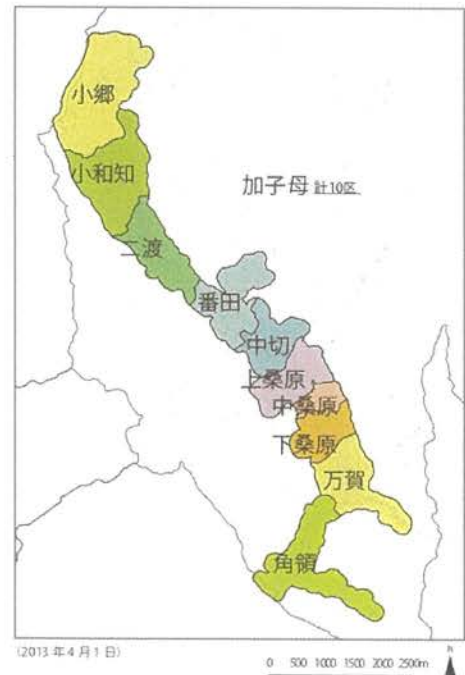 小郷
小和知
加子母 計10区
二渡
番田
中切
上桑原
中桑原
下桑原
万賀
角領
(2013年4月1日)
0 500 1000 1500 2000 2500m
N